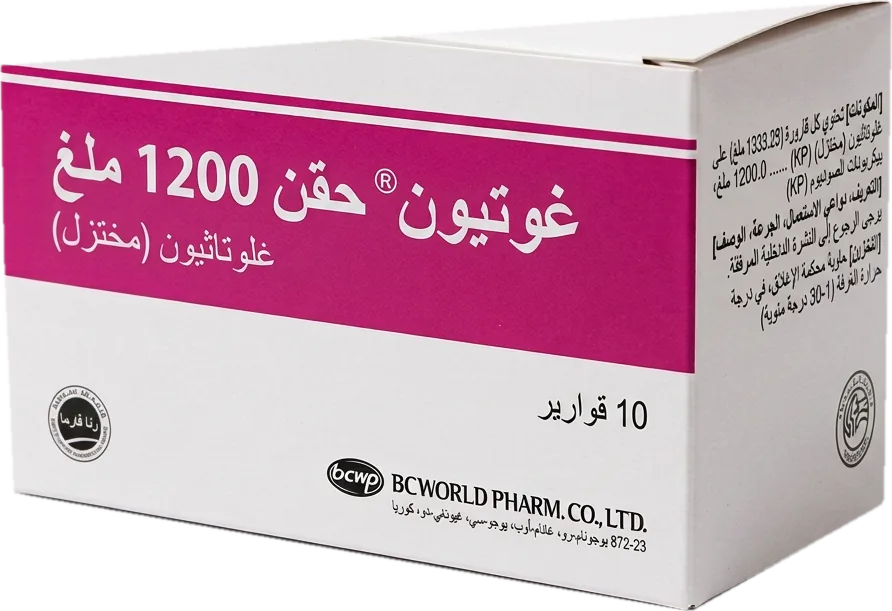 غوتيون® حقن 1200 ملغ
غلوتاثيون (مختزل)
10 قوارير
رنا فارما
bcwp
BCWORLD PHARM. CO., LTD.
872-23 يوجونام-رو، غانام-اوب، يوجو-سي، غيونغي-دو، كوريا
[المكونات] تحتوي كل قارورة (1333.23 ملغ) على
غلوتاثيون (مختزل) (KP) ..... 1200.0 ملغ،
بيكربونات الصوديوم (KP)
[التعريف، دواعي الاستعمال، الجرعة، الوصف]
يرجى الرجوع إلى النشرة الداخلية المرفقة.
[التخزين] حاوية محكمة الإغلاق، في درجة
حرارة الغرفة (1-30 درجة مئوية)